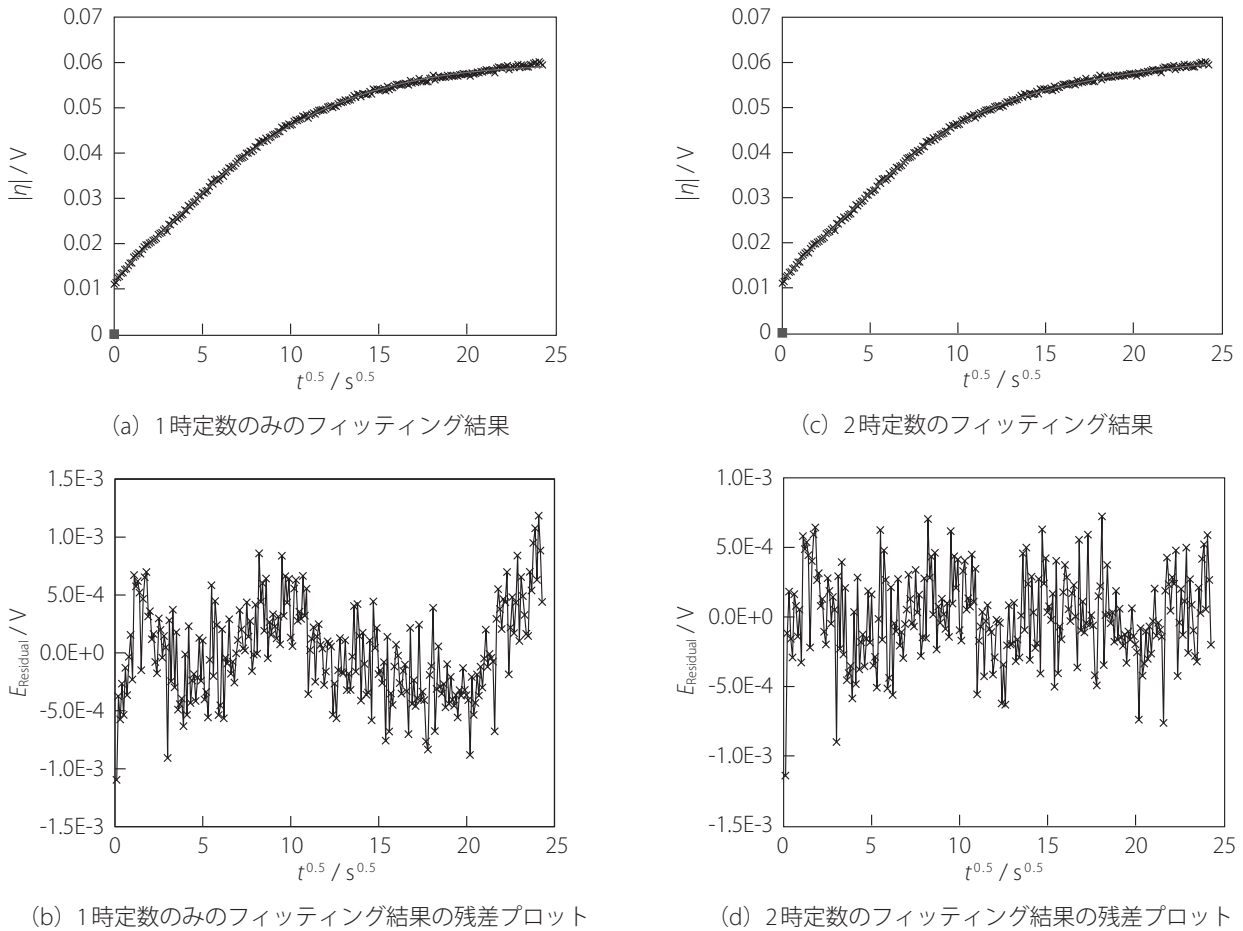 0.07
0.06
0.05
0.04
0.03
0.02
0.01
0
|η| / V
0 5 10 15 20 25
t^0.5 / s^0.5
(a) 1時定数のみのフィッティング結果
0.07
0.06
0.05
0.04
0.03
0.02
0.01
0
|η| / V
0 5 10 15 20 25
t^0.5 / s^0.5
(c) 2時定数のフィッティング結果
1.5E-3
1.0E-3
5.0E-4
0.0E+0
-5.0E-4
-1.0E-3
-1.5E-3
E_Residual / V
0 5 10 15 20 25
t^0.5 / s^0.5
(b) 1時定数のみのフィッティング結果の残差プロット
1.0E-3
5.0E-4
0.0E+0
-5.0E-4
-1.0E-3
-1.5E-3
E_Residual / V
0 5 10 15 20 25
t^0.5 / s^0.5
(d) 2時定数のフィッティング結果の残差プロット